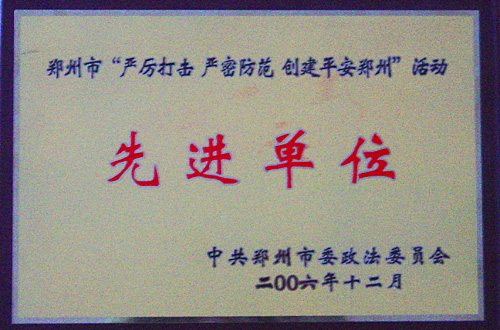 郑州市“严厉打击 严密防范 创建平安郑州”活动
先进单位
中共郑州市委政法委员会
二00六年十二月